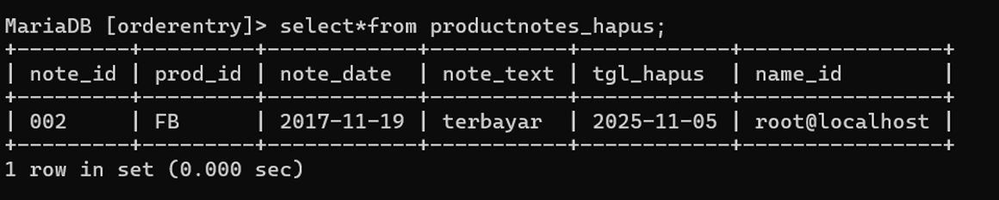 MariaDB [orderentry]> select*from productnotes_hapus;
+---------+---------+------------+-----------+------------+----------------+
| note_id | prod_id | note_date  | note_text | tgl_hapus  | name_id        |
+---------+---------+------------+-----------+------------+----------------+
| 002     | FB      | 2017-11-19 | terbayar  | 2025-11-05 | root@localhost |
+---------+---------+------------+-----------+------------+----------------+
1 row in set (0.000 sec)